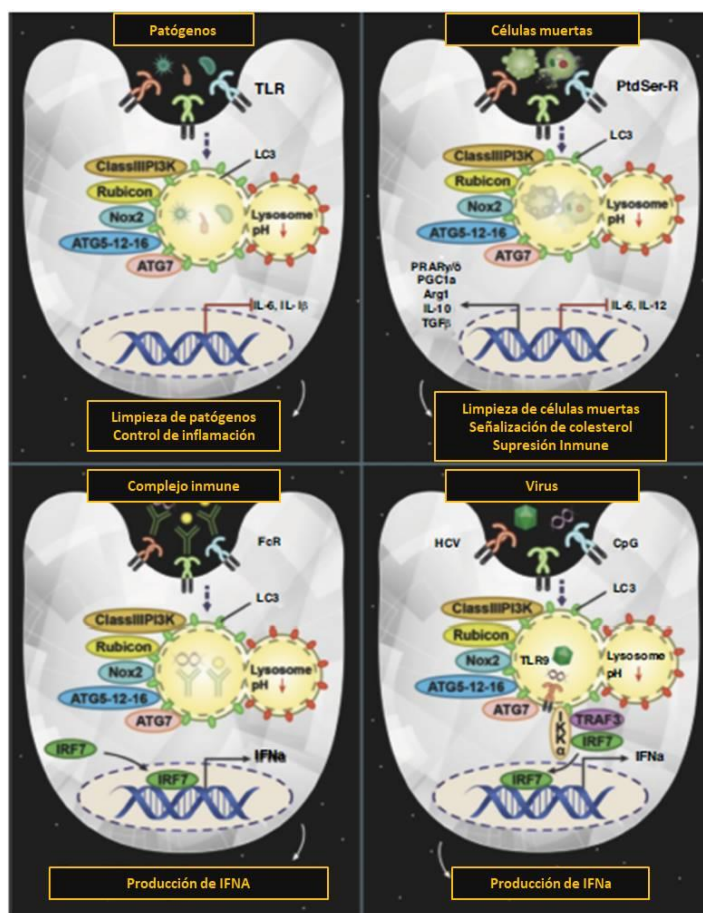 Patógenos
TLR
LC3
ClassIIIPI3K
Rubicon
Nox2
ATG5-12-16
ATG7
Lysosome
pH ↓
IL-6, IL-Iβ
Limpieza de patógenos
Control de inflamación
Células muertas
PtdSer-R
LC3
ClassIIIPI3K
Rubicon
Nox2
ATG5-12-16
ATG7
Lysosome
pH ↓
PRARγ/δ
PGC1a
Arg1
IL-10
TGFβ
IL-6, IL-12
Limpieza de células muertas
Señalización de colesterol
Supresión Inmune
Complejo inmune
FcR
LC3
ClassIIIPI3K
Rubicon
Nox2
ATG5-12-16
ATG7
Lysosome
pH ↓
IRF7
IRF7
IFNa
Producción de IFNA
Virus
HCV
CpG
LC3
ClassIIIPI3K
Rubicon
Nox2
ATG5-12-16
ATG7
TLR9
Lysosome
pH ↓
IKKα
TRAF3
IRF7
IRF7
IFNa
Producción de IFNa